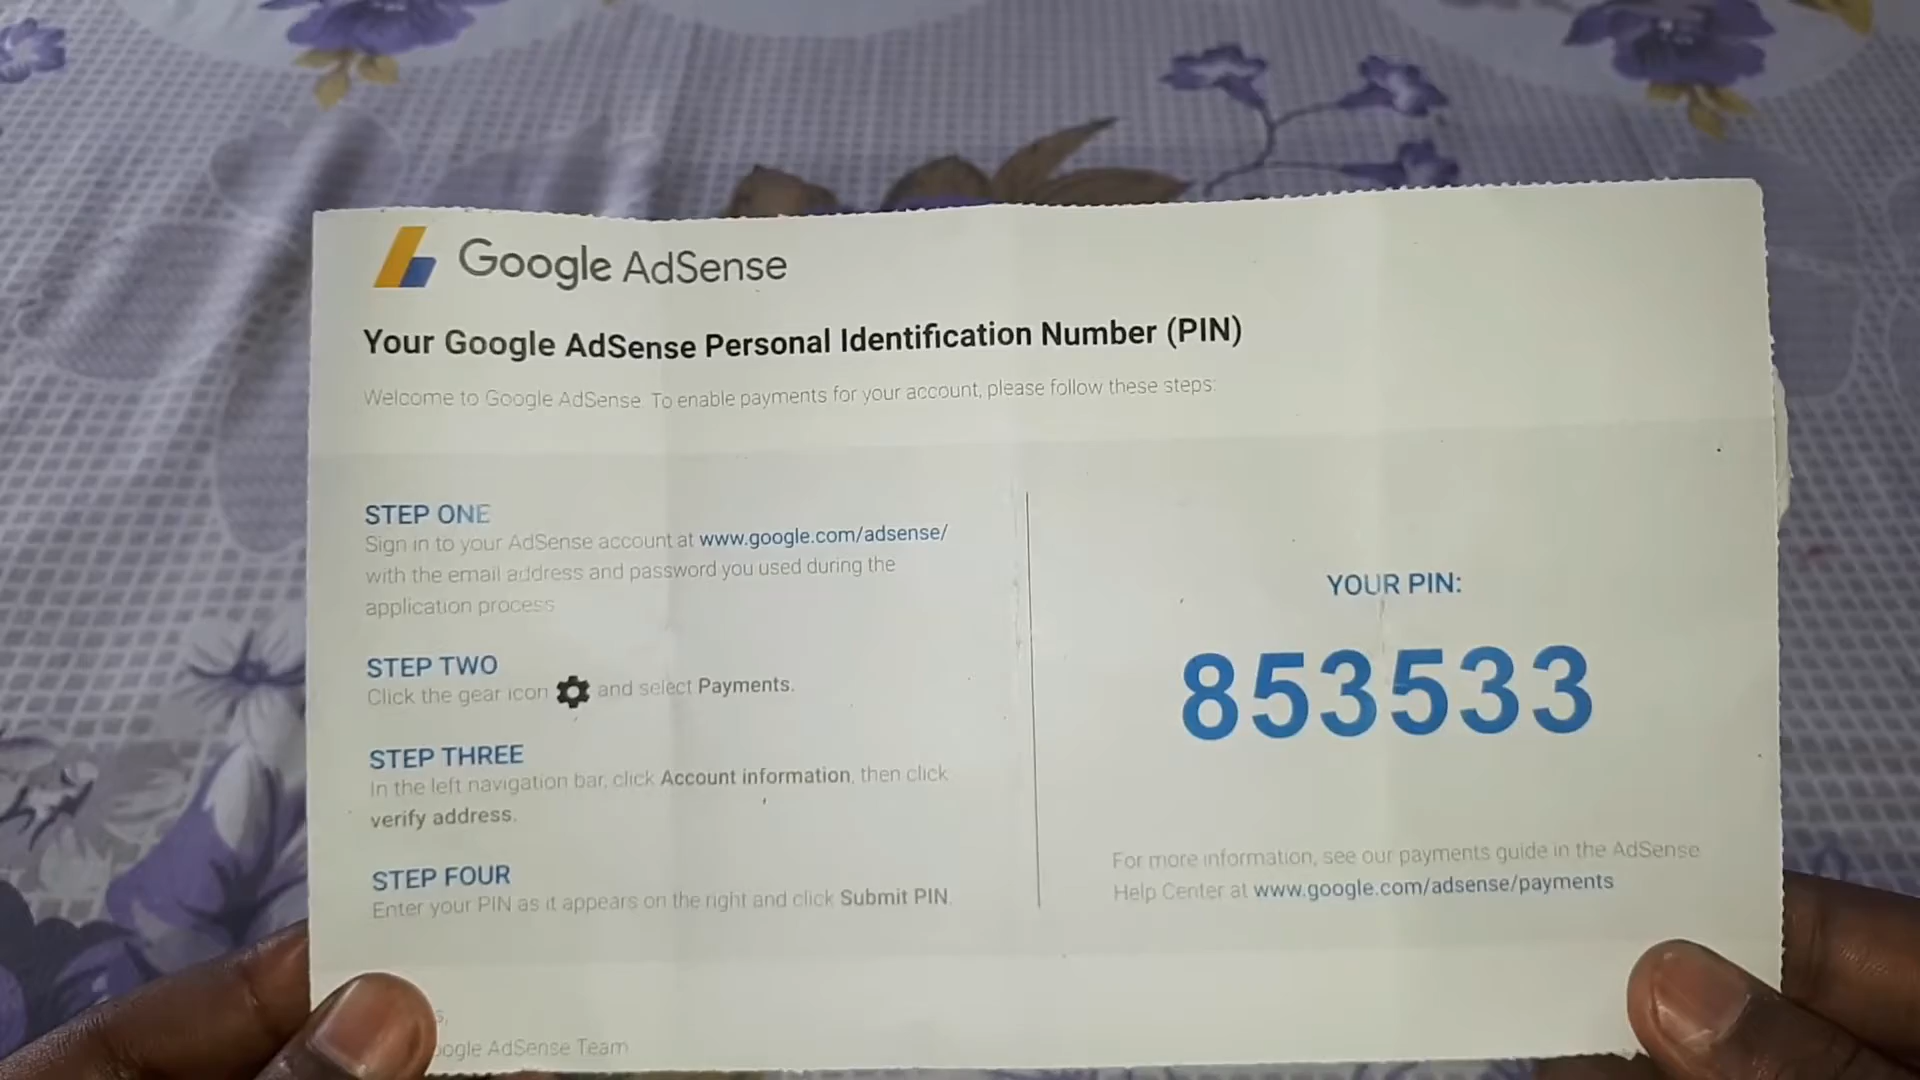 Google AdSense
Your Google AdSense Personal Identification Number (PIN)
Welcome to Google AdSense. To enable payments for your account, please follow these steps:
STEP ONE
Sign in to your AdSense account at www.google.com/adsense/
with the email address and password you used during the
application process
STEP TWO
Click the gear icon and select Payments.
STEP THREE
In the left navigation bar, click Account information, then click
verify address.
STEP FOUR
Enter your PIN as it appears on the right and click Submit PIN.
YOUR PIN:
853533
For more information, see our payments guide in the AdSense
Help Center at www.google.com/adsense/payments
AdSense Team